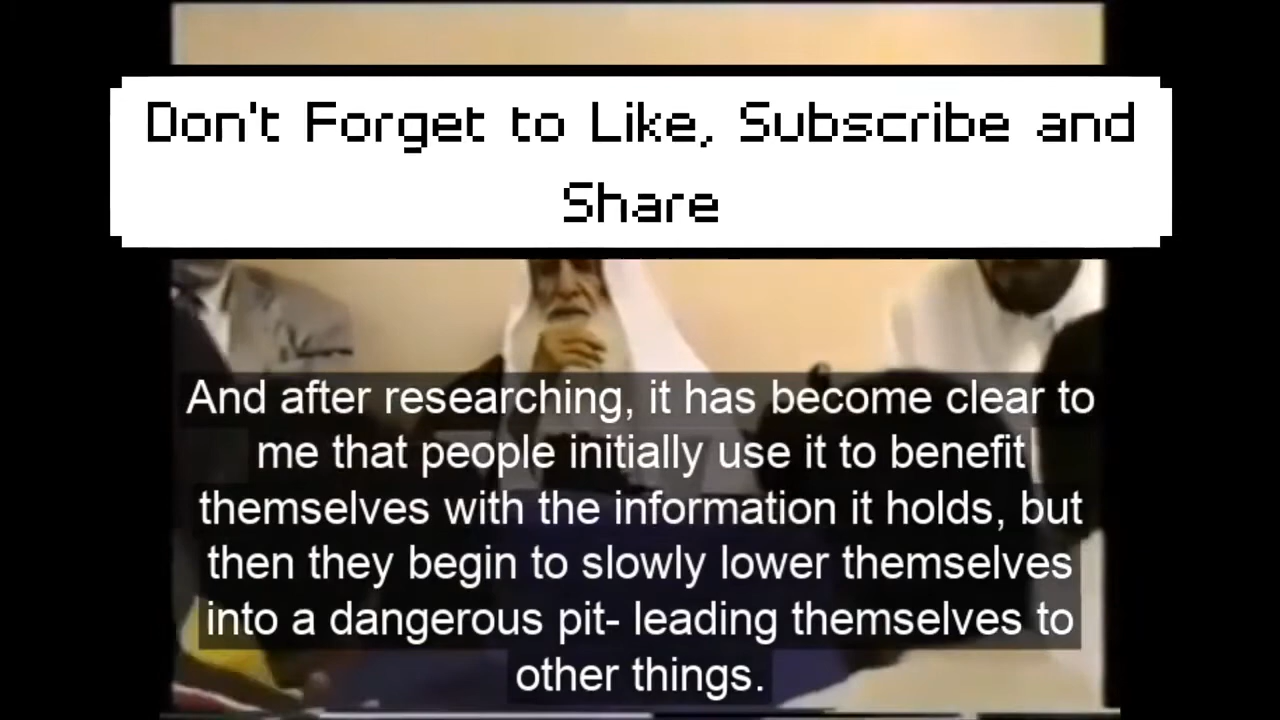 Don't Forget to Like, Subscribe and
Share
And after researching, it has become clear to
me that people initially use it to benefit
themselves with the information it holds, but
then they begin to slowly lower themselves
into a dangerous pit- leading themselves to
other things.